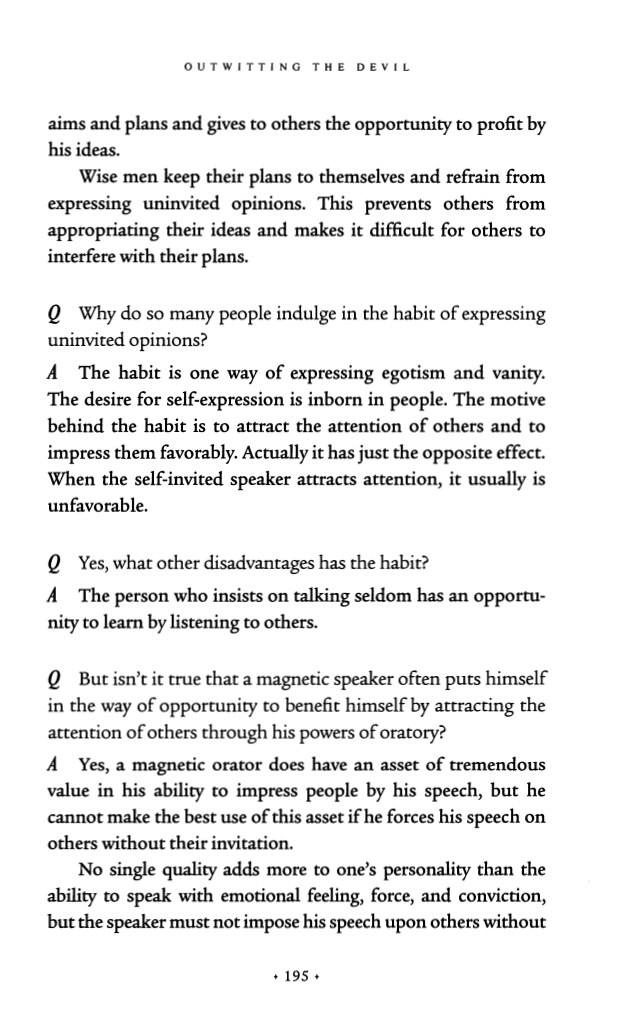 OUTWITTING THE DEVIL
aims and plans and gives to others the opportunity to profit by
his ideas.
Wise men keep their plans to themselves and refrain from
expressing uninvited opinions. This prevents others from
appropriating their ideas and makes it difficult for others to
interfere with their plans.
Q Why do so many people indulge in the habit of expressing
uninvited opinions?
A The habit is one way of expressing egotism and vanity.
The desire for self-expression is inborn in people. The motive
behind the habit is to attract the attention of others and to
impress them favorably. Actually it has just the opposite effect.
When the self-invited speaker attracts attention, it usually is
unfavorable.
Q Yes, what other disadvantages has the habit?
A The person who insists on talking seldom has an opportu-
nity to learn by listening to others.
Q But isn't it true that a magnetic speaker often puts himself
in the way of opportunity to benefit himself by attracting the
attention of others through his powers of oratory?
A Yes, a magnetic orator does have an asset of tremendous
value in his ability to impress people by his speech, but he
cannot make the best use of this asset if he forces his speech on
others without their invitation.
No single quality adds more to one's personality than the
ability to speak with emotional feeling, force, and conviction,
but the speaker must not impose his speech upon others without
• 195 •